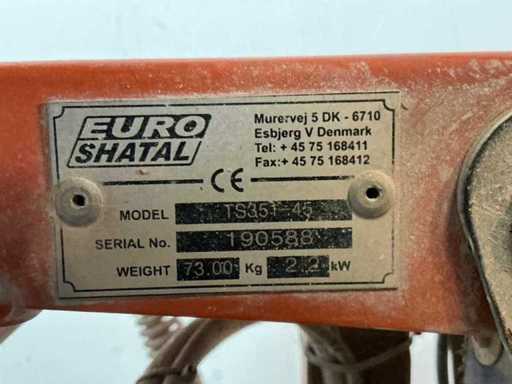 EURO
SHATAL
Murervej 5 DK - 6710
Esbjerg V Denmark
Tel: + 45 75 168411
Fax:+ 45 75 168412
CE
MODEL TS351-45
SERIAL No. 190588
WEIGHT 73.00 Kg 2.2 kW